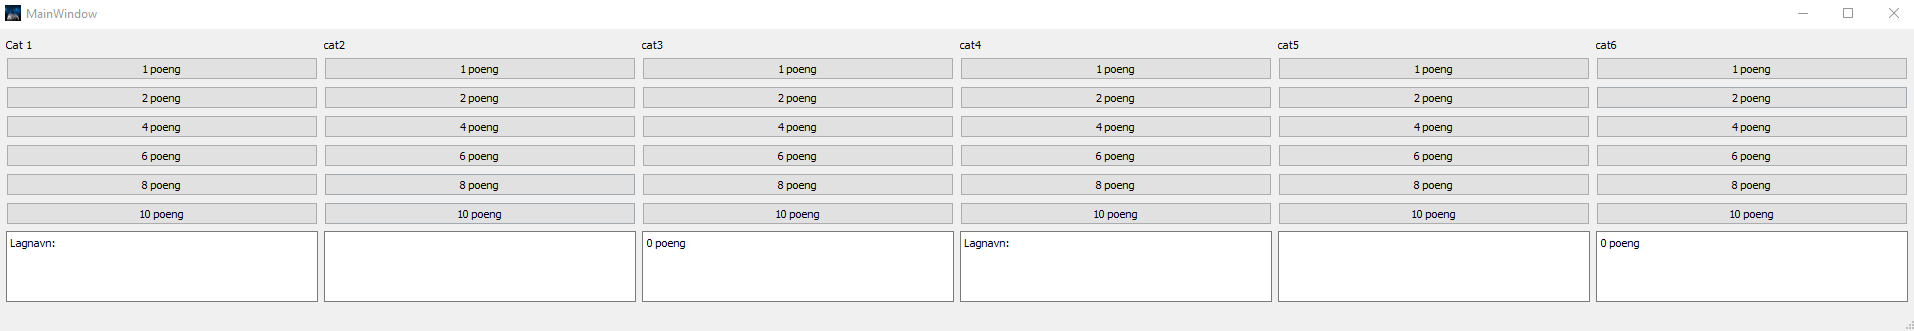 MainWindow
Cat 1 cat2 cat3 cat4 cat5 cat6
1 poeng 1 poeng 1 poeng 1 poeng 1 poeng 1 poeng
2 poeng 2 poeng 2 poeng 2 poeng 2 poeng 2 poeng
4 poeng 4 poeng 4 poeng 4 poeng 4 poeng 4 poeng
6 poeng 6 poeng 6 poeng 6 poeng 6 poeng 6 poeng
8 poeng 8 poeng 8 poeng 8 poeng 8 poeng 8 poeng
10 poeng 10 poeng 10 poeng 10 poeng 10 poeng 10 poeng
Lagnavn: 0 poeng Lagnavn: 0 poeng